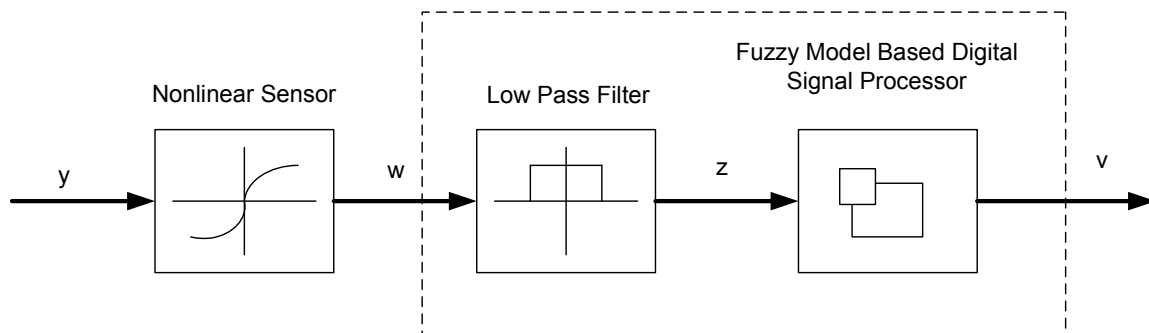 Fuzzy Model Based Digital
Signal Processor
Nonlinear Sensor
Low Pass Filter
y
w
z
v